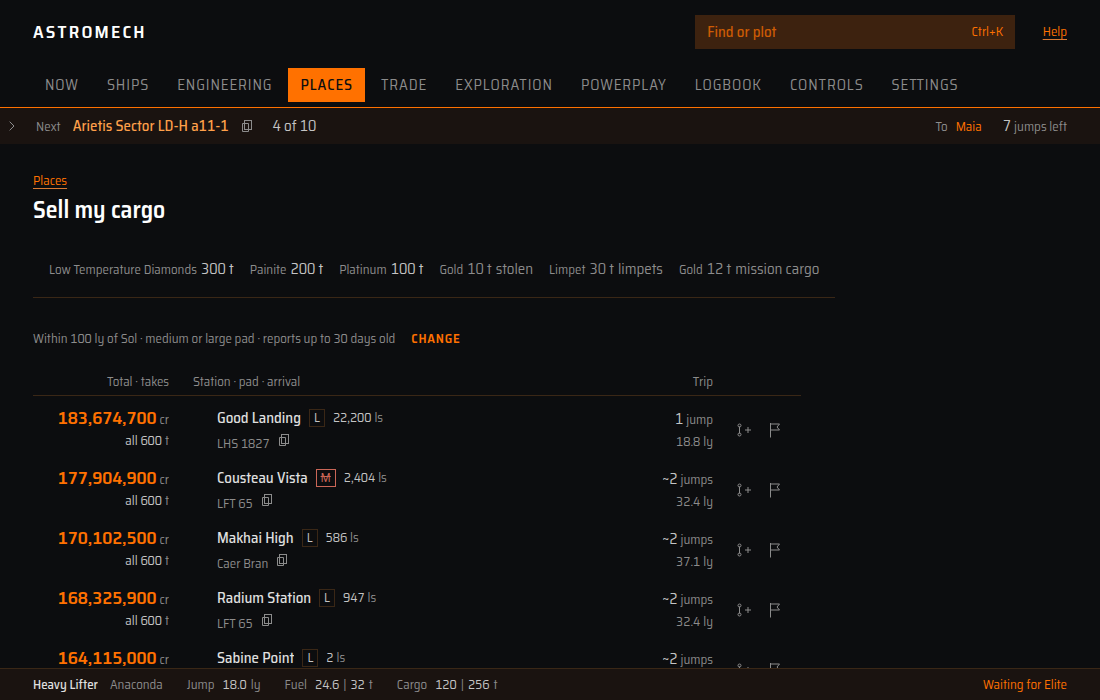 ASTROMECH
Find or plot Ctrl+K Help
NOW SHIPS ENGINEERING PLACES TRADE EXPLORATION POWERPLAY LOGBOOK CONTROLS SETTINGS
Next Arietis Sector LD-H a11-1 4 of 10 To Maia 7 jumps left
Places
Sell my cargo
Low Temperature Diamonds 300 t Painite 200 t Platinum 100 t Gold 10 t stolen Limpet 30 t limpets Gold 12 t mission cargo
Within 100 ly of Sol · medium or large pad · reports up to 30 days old CHANGE
Total · takes Station · pad · arrival Trip
183,674,700 cr Good Landing L 22,200 ls 1 jump
all 600 t LHS 1827 18.8 ly
177,904,900 cr Cousteau Vista M 2,404 ls ~2 jumps
all 600 t LFT 65 32.4 ly
170,102,500 cr Makhai High L 586 ls ~2 jumps
all 600 t Caer Bran 37.1 ly
168,325,900 cr Radium Station L 947 ls ~2 jumps
all 600 t LFT 65 32.4 ly
164,115,000 cr Sabine Point L 2 ls ~2 jumps
Heavy Lifter Anaconda Jump 18.0 ly Fuel 24.6 | 32 t Cargo 120 | 256 t Waiting for Elite